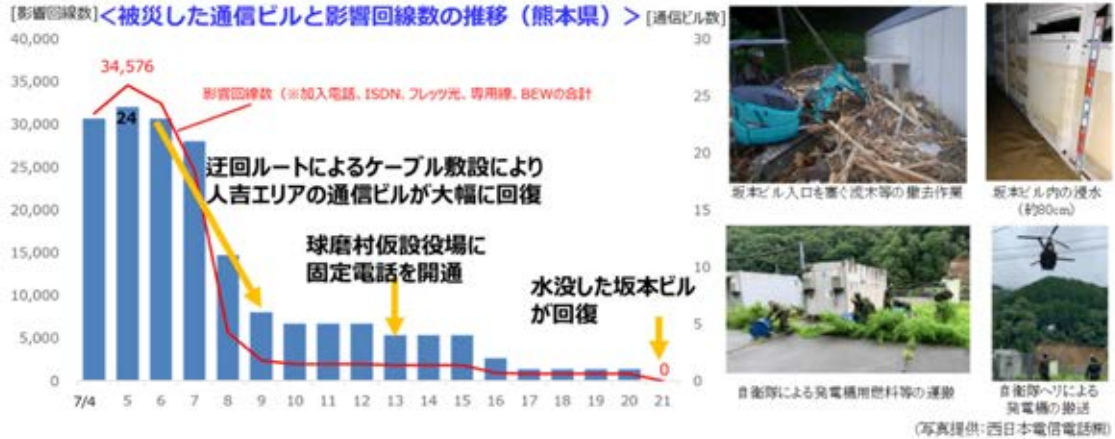 [影響回線数]
<被災した通信ビルと影響回線数の推移（熊本県）>
[通信ビル数]
40,000
35,000
30,000
25,000
20,000
15,000
10,000
5,000
0
30
25
20
15
10
5
0
34,576
24
影響回線数（※加入電話、ISDN、フレッツ光、専用線、BEWの合計
迂回ルートによるケーブル敷設により
人吉エリアの通信ビルが大幅に回復
球磨村仮設役場に
固定電話を開通
水没した坂本ビル
が回復
0
7/4 5 6 7 8 9 10 11 12 13 14 15 16 17 18 19 20 21
坂本ビル入口を塞ぐ流木等の撤去作業
坂本ビル内の浸水
（約80cm）
自衛隊による発電機用燃料等の運搬
自衛隊ヘリによる
発電機の搬送
（写真提供：西日本電信電話㈱）